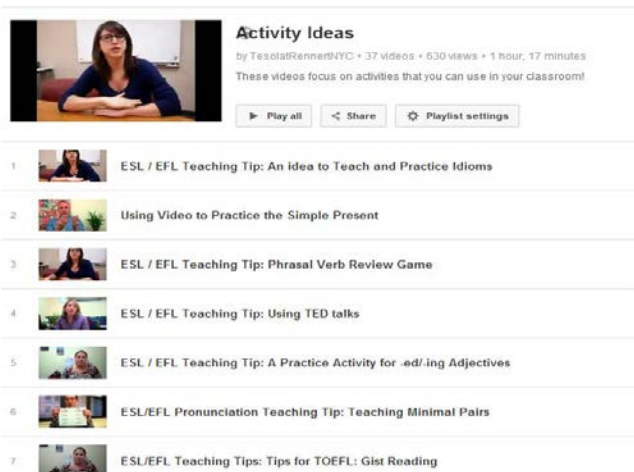 Activity Ideas
by TesolatRennertNYC • 37 videos • 630 views • 1 hour, 17 minutes
These videos focus on activities that you can use in your classroom!
Play all Share Playlist settings
1 ESL / EFL Teaching Tip: An idea to Teach and Practice Idioms
2 Using Video to Practice the Simple Present
3 ESL / EFL Teaching Tip: Phrasal Verb Review Game
4 ESL / EFL Teaching Tip: Using TED talks
5 ESL / EFL Teaching Tip: A Practice Activity for -ed/-ing Adjectives
6 ESL/EFL Pronunciation Teaching Tip: Teaching Minimal Pairs
7 ESL/EFL Teaching Tips: Tips for TOEFL: Gist Reading